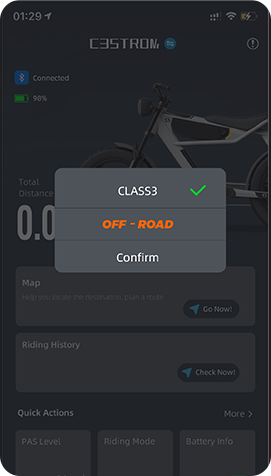 01:29
C3STROM
Connected
98%
Total
Distance
0.0
CLASS3
OFF - ROAD
Confirm
Map
Help you locate the destination, plan a route
Go Now!
Riding History
Check Now!
Quick Actions
More >
PAS Level
Riding Mode
Battery Info